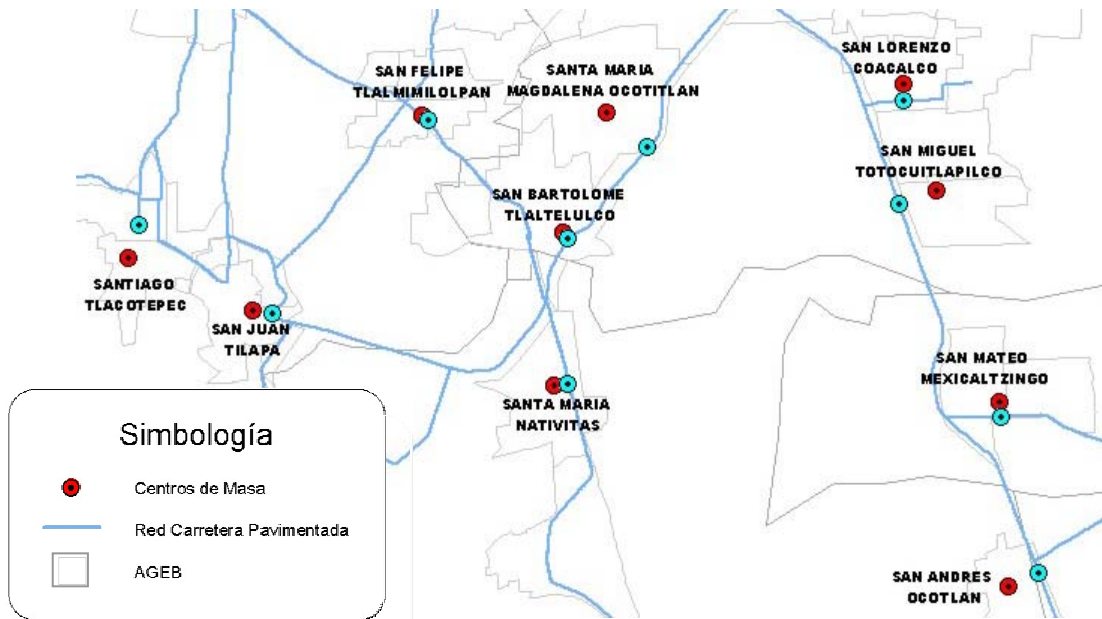 SAN LORENZO
COACALCO
SAN FELIPE
TLALMIMILOLPAN
SANTA MARIA
MAGDALENA OCOTITLAN
SAN MIGUEL
TOTOCUITLAPILCO
SAN BARTOLOME
TLALTELULCO
SANTIAGO
TLACOTEPEC
SAN JUAN
TILAPA
SAN MATEO
MEXICALTZINGO
SANTA MARIA
NATIVITAS
SAN ANDRES
OCOTLAN
Simbología
Centros de Masa
Red Carretera Pavimentada
AGEB